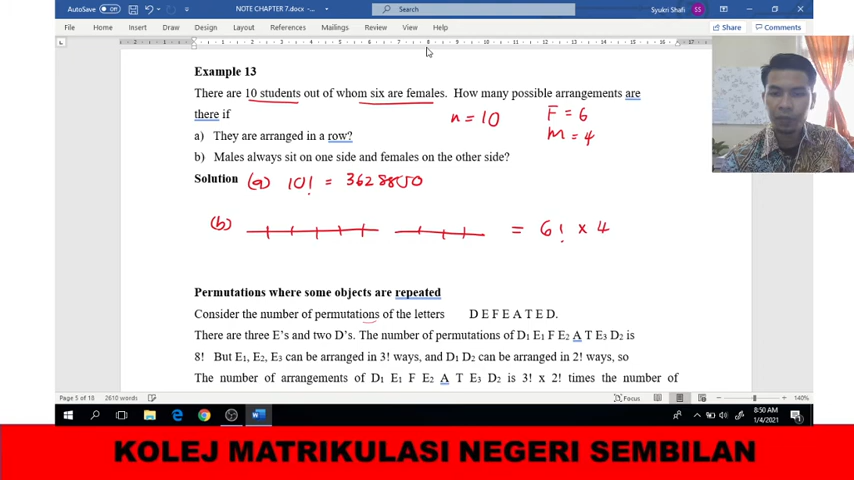 AutoSave Off NOTE CHAPTER 7.docx... Search Syukri Shafi SS
File Home Insert Draw Design Layout References Mailings Review View Help Share Comments
Example 13
There are 10 students out of whom six are females. How many possible arrangements are
there if
n = 10 F = 6
M = 4
a) They are arranged in a row?
b) Males always sit on one side and females on the other side?
Solution (a) 10! = 3628800
(b) = 6! x 4
Permutations where some objects are repeated
Consider the number of permutations of the letters D E F E A T E D.
There are three E's and two D's. The number of permutations of D1 E1 F E2 A T E3 D2 is
8! But E1, E2, E3 can be arranged in 3! ways, and D1 D2 can be arranged in 2! ways, so
The number of arrangements of D1 E1 F E2 A T E3 D2 is 3! x 2! times the number of
Page 5 of 18 2610 words Focus 140%
8:50 AM
1/4/2021
KOLEJ MATRIKULASI NEGERI SEMBILAN